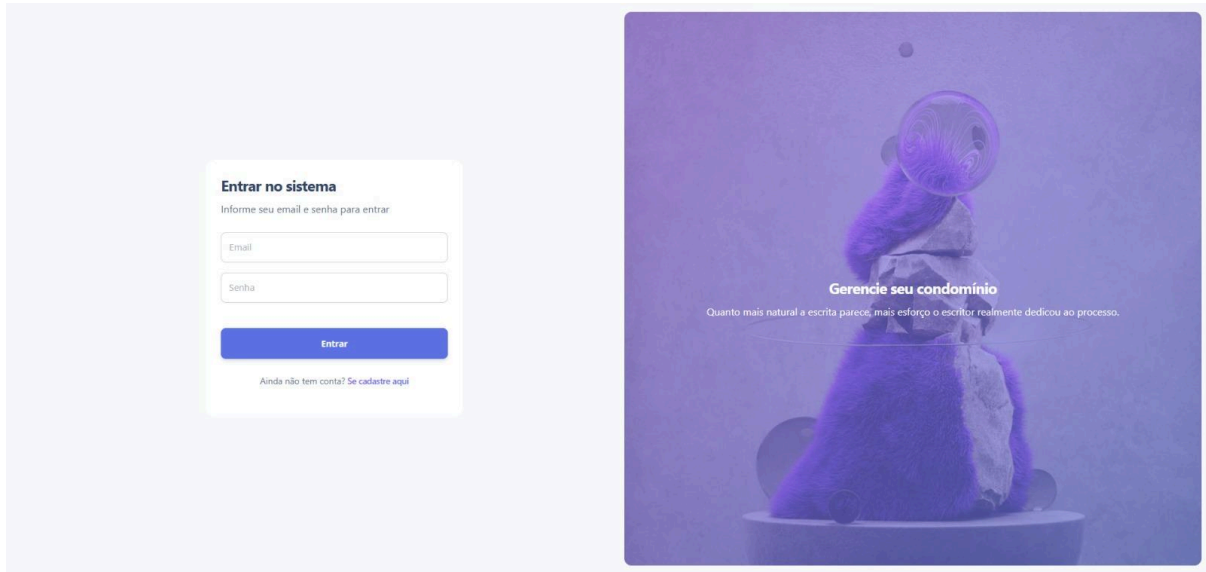 Entrar no sistema
Informe seu email e senha para entrar
Email
Senha
Entrar
Ainda não tem conta? Se cadastre aqui
Gerencie seu condomínio
Quanto mais natural a escrita parece, mais esforço o escritor realmente dedicou ao processo.